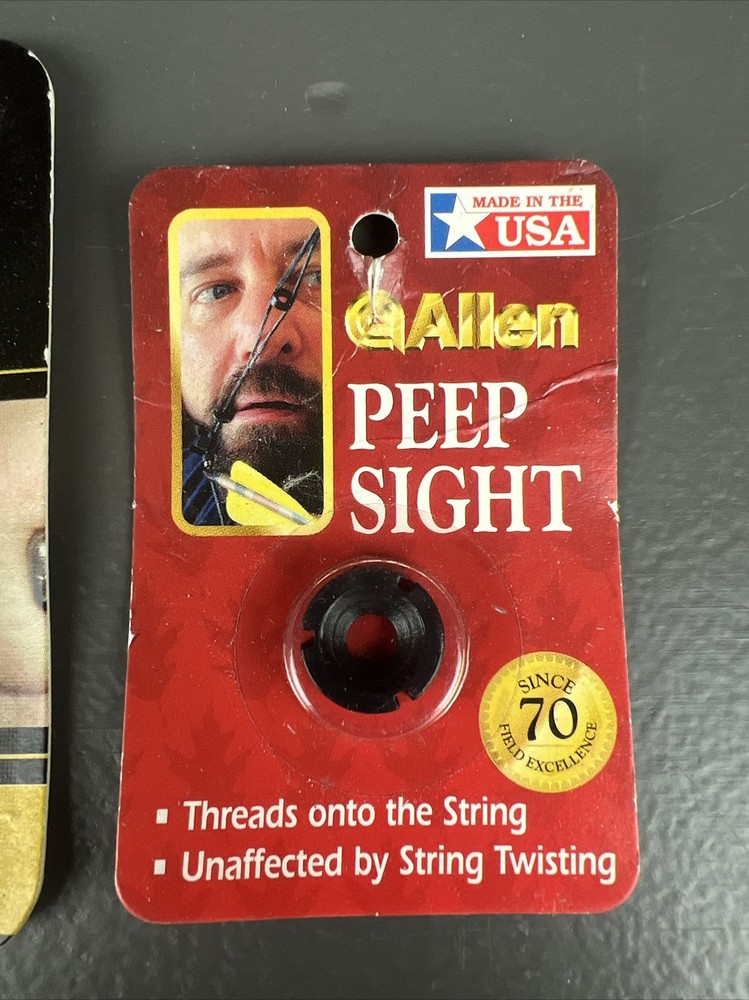 MADE IN THE
USA
Allen
PEEP
SIGHT
SINCE
70
FIELD EXCELLENCE
Threads onto the String
Unaffected by String Twisting